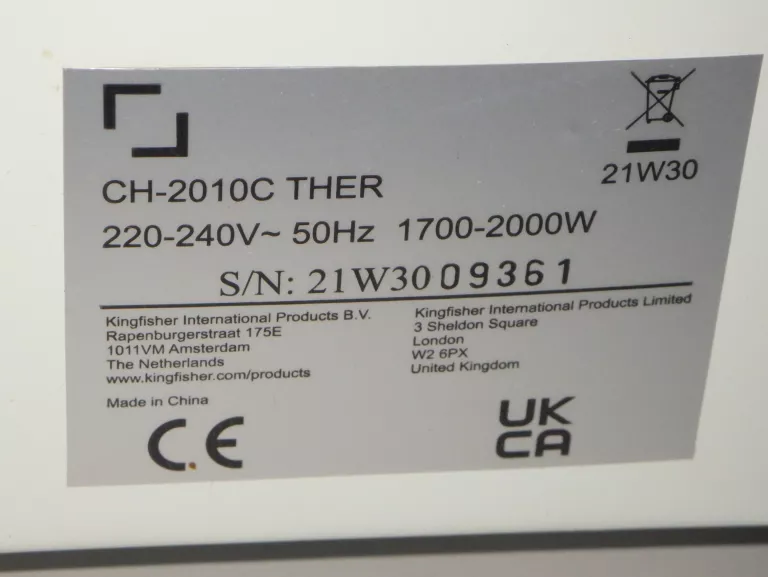 CH-2010C THER
21W30
220-240V~ 50Hz 1700-2000W
S/N: 21W3009361
Kingfisher International Products B.V.
Rapenburgerstraat 175E
1011VM Amsterdam
The Netherlands
www.kingfisher.com/products
Kingfisher International Products Limited
3 Sheldon Square
London
W2 6PX
United Kingdom
Made in China
CE
UK
CA